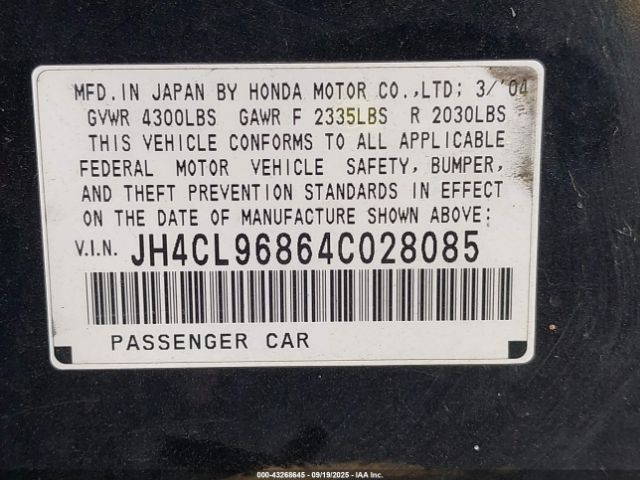 MFD. IN JAPAN BY HONDA MOTOR CO.,LTD; 3/'04
GVWR 4300LBS GAWR F 2335LBS R 2030LBS
THIS VEHICLE CONFORMS TO ALL APPLICABLE
FEDERAL MOTOR VEHICLE SAFETY, BUMPER,
AND THEFT PREVENTION STANDARDS IN EFFECT
ON THE DATE OF MANUFACTURE SHOWN ABOVE;
V.I.N. JH4CL96864C028085
PASSENGER CAR
000-43268645 - 09/19/2025 - IAA Inc.